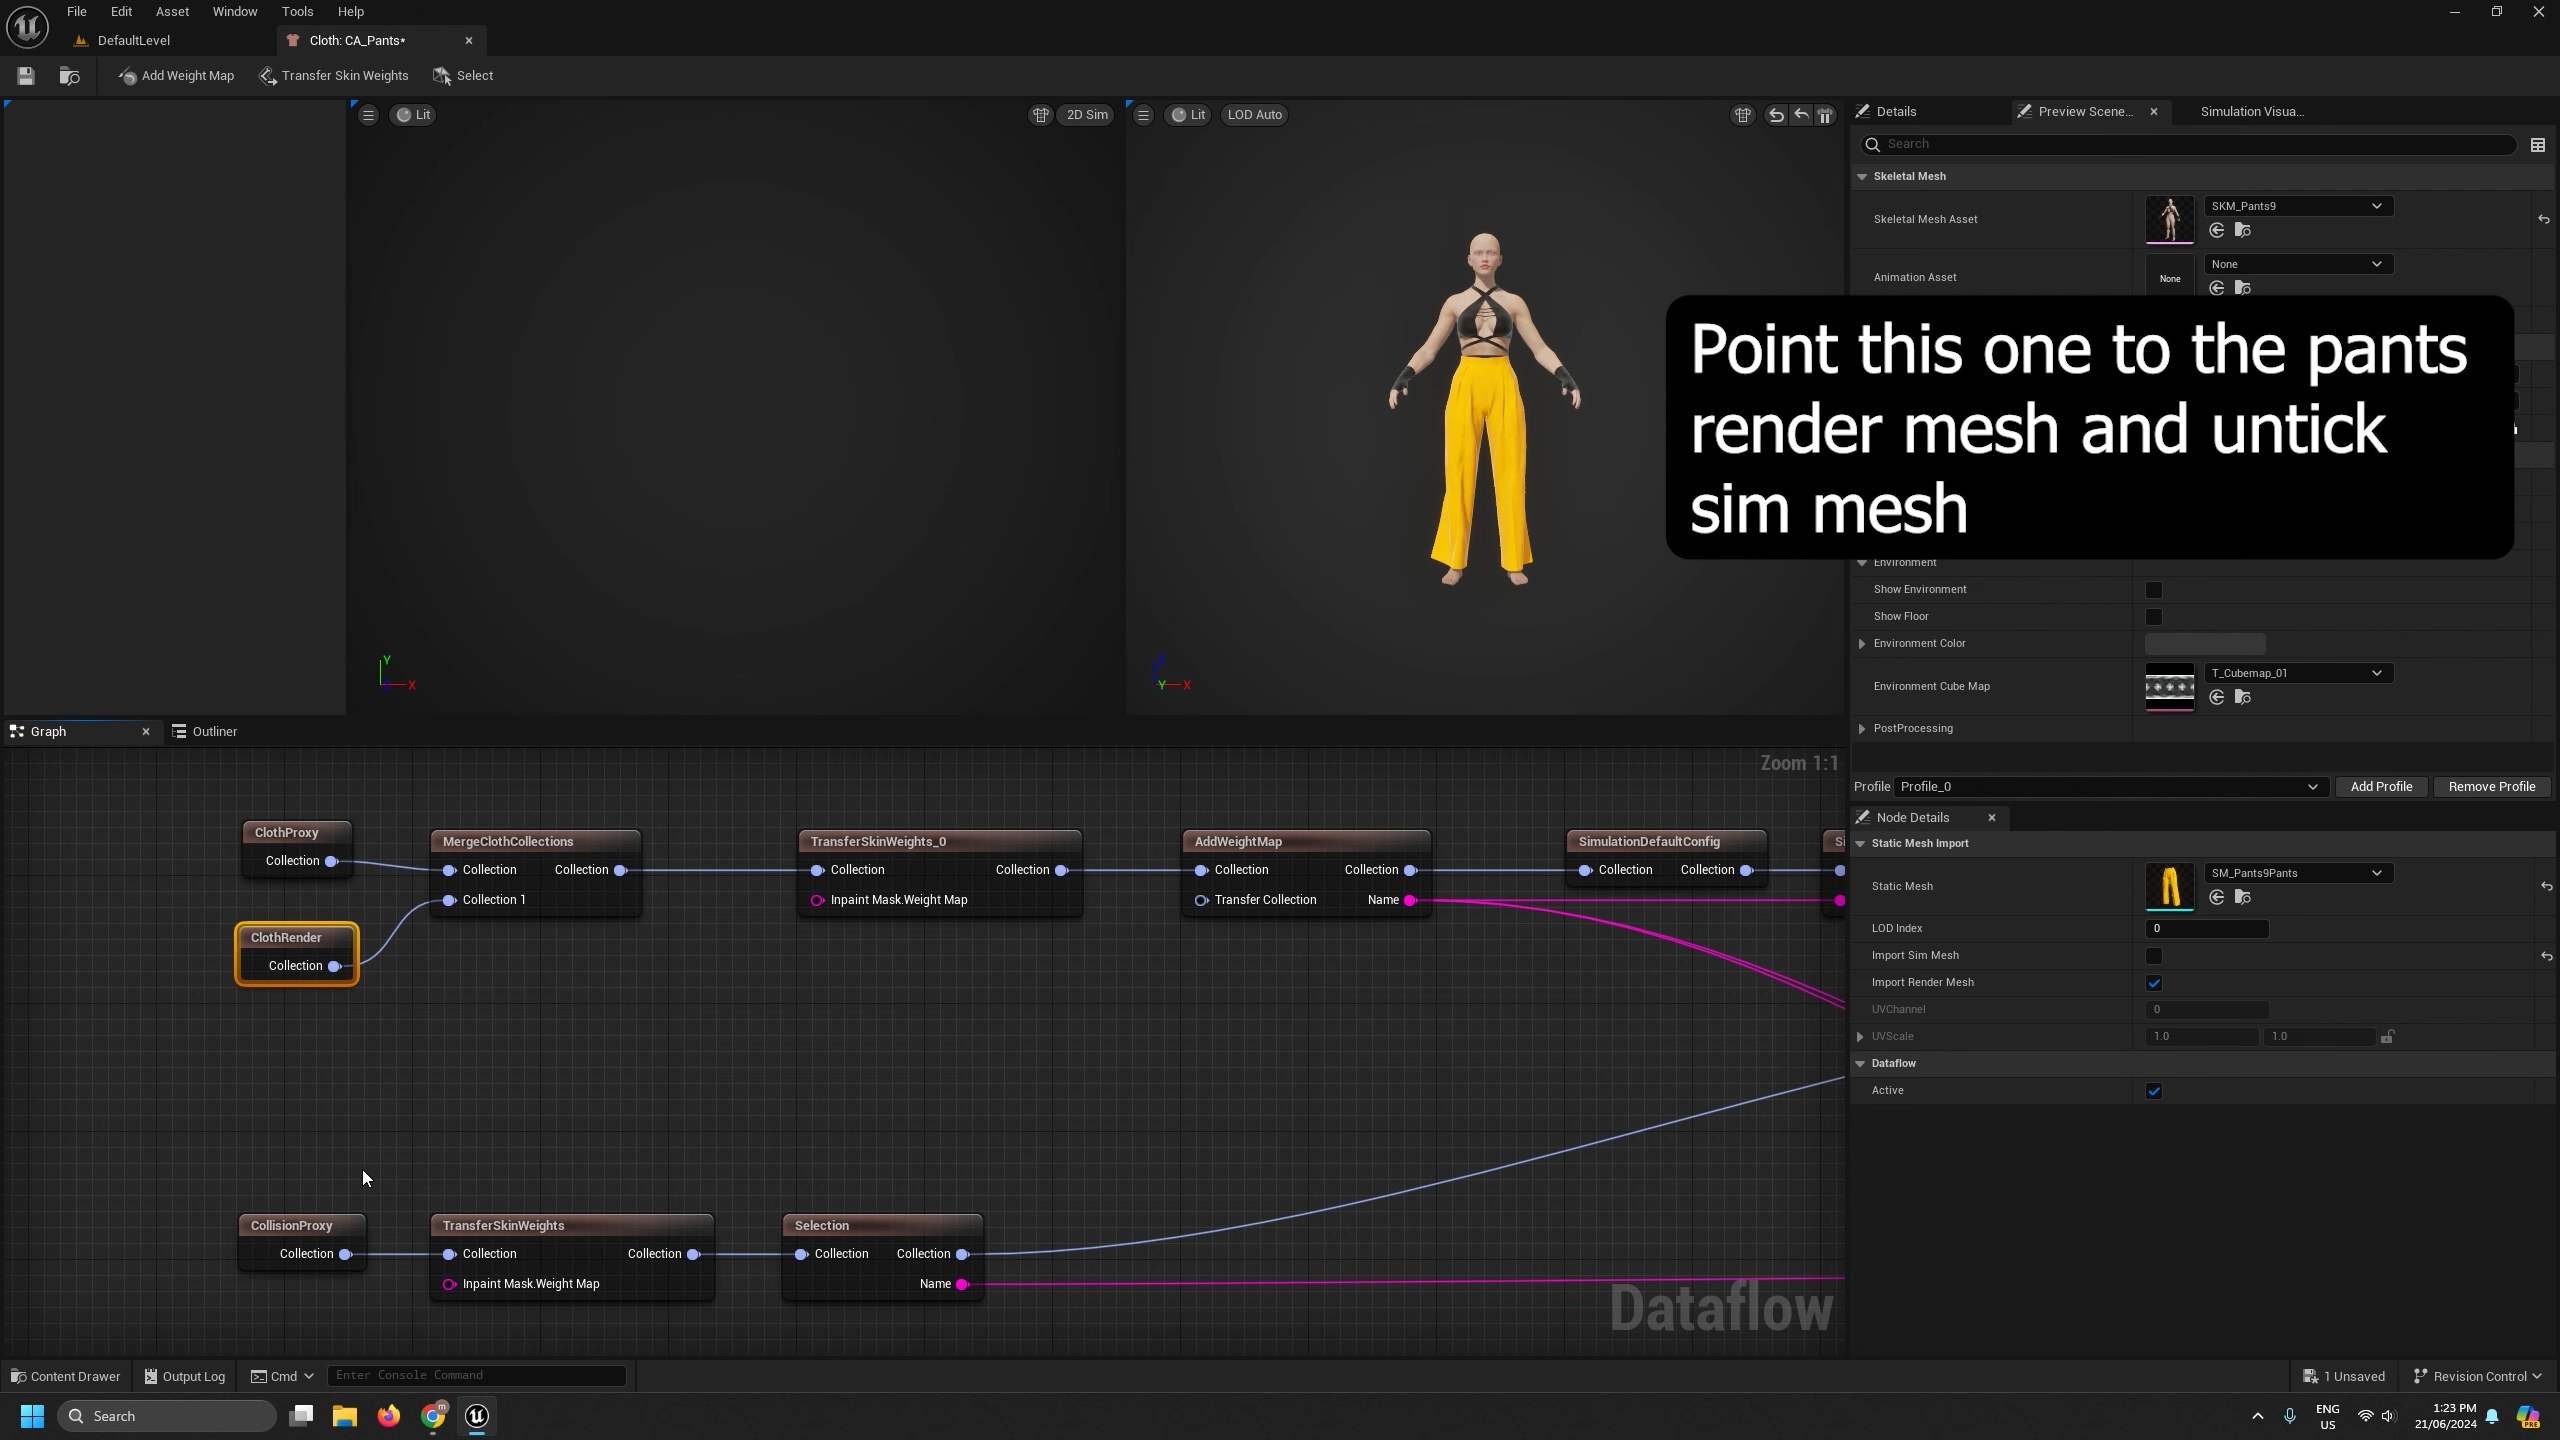 File Edit Asset Window Tools Help
DefaultLevel
Cloth: CA_Pants*
Add Weight Map
Transfer Skin Weights
Select
Lit
2D Sim
Lit
LOD Auto
Details
Preview Scene...
Simulation Visua...
Search
Skeletal Mesh
Skeletal Mesh Asset
SKM_Pants9
Animation Asset
None
None
Point this one to the pants
render mesh and untick
sim mesh
Environment
Show Environment
Show Floor
Environment Color
Environment Cube Map
T_Cubemap_01
PostProcessing
Y
X
Z
Y
X
Graph
Outliner
Zoom 1:1
Profile Profile_0
Add Profile
Remove Profile
ClothProxy
Collection
ClothRender
Collection
MergeClothCollections
Collection Collection
Collection 1
TransferSkinWeights_0
Collection Collection
Inpaint Mask.Weight Map
AddWeightMap
Collection Collection
Transfer Collection Name
SimulationDefaultConfig
Collection Collection
Si
CollisionProxy
Collection
TransferSkinWeights
Collection Collection
Inpaint Mask.Weight Map
Selection
Collection Collection
Name
Dataflow
Node Details
Static Mesh Import
Static Mesh
SM_Pants9Pants
LOD Index
0
Import Sim Mesh
Import Render Mesh
UVChannel
0
UVScale
1.0
1.0
Dataflow
Active
Content Drawer
Output Log
Cmd
Enter Console Command
1 Unsaved
Revision Control
Search
m
ENG
US
1:23 PM
21/06/2024
PRE